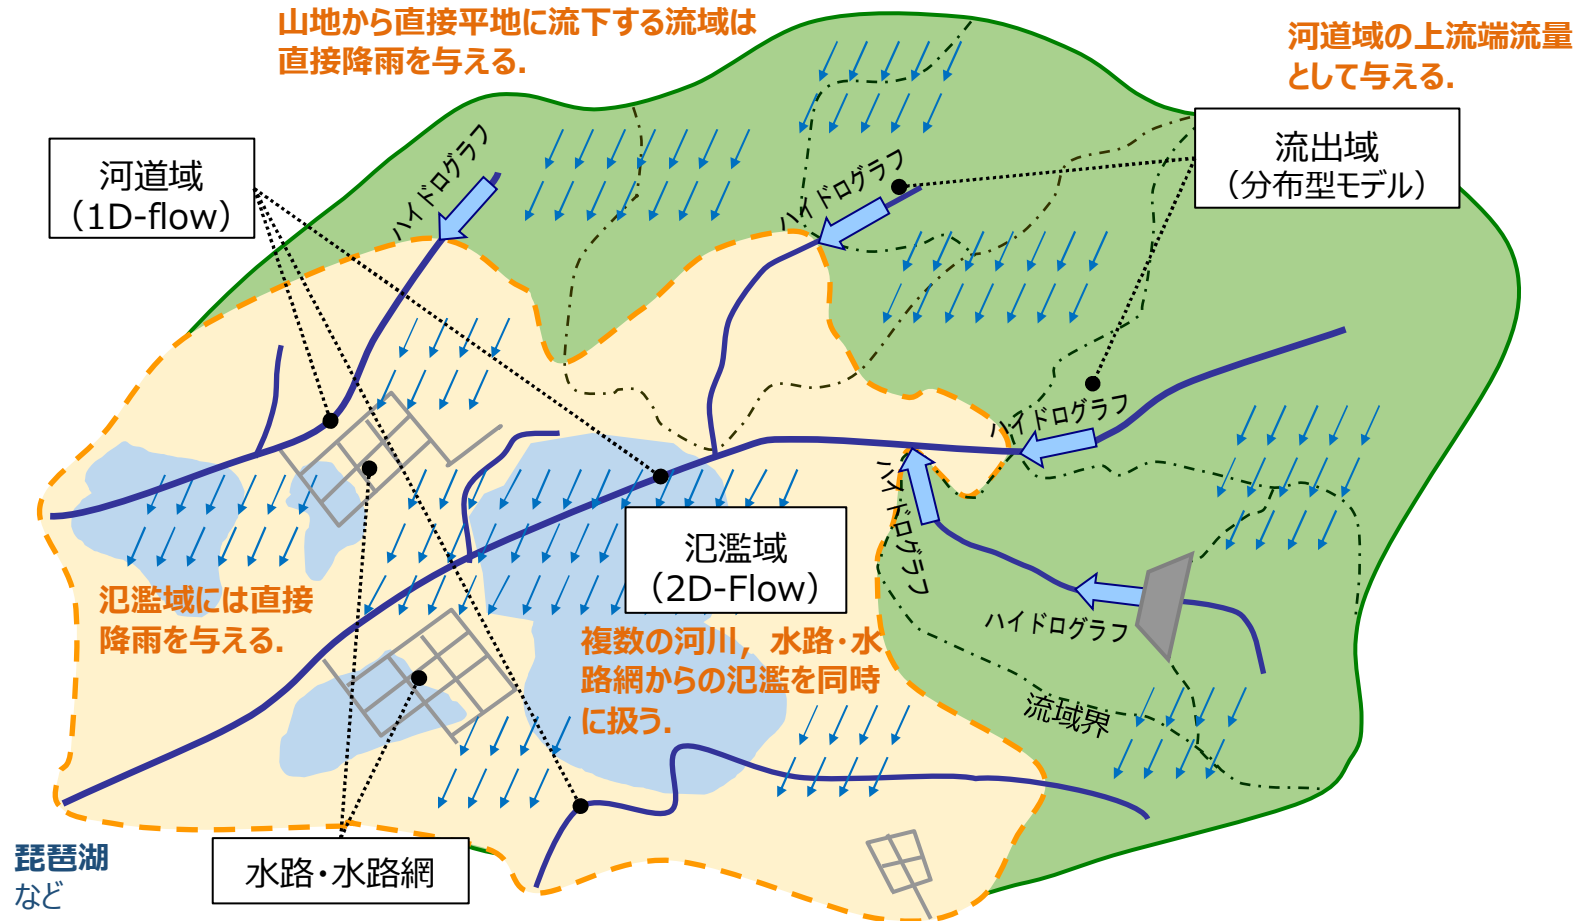 山地から直接平地に流下する流域は
直接降雨を与える.
河道域の上流端流量
として与える.
河道域
（1D-flow）
ハイドログラフ
ハイドログラフ
流出域
（分布型モデル）
ハイドログラフ
ハイドログラフ
氾濫域
（2D-Flow）
氾濫域には直接
降雨を与える.
複数の河川，水路・水
路網からの氾濫を同時
に扱う.
ハイドログラフ
流域界
水路・水路網
琵琶湖
など